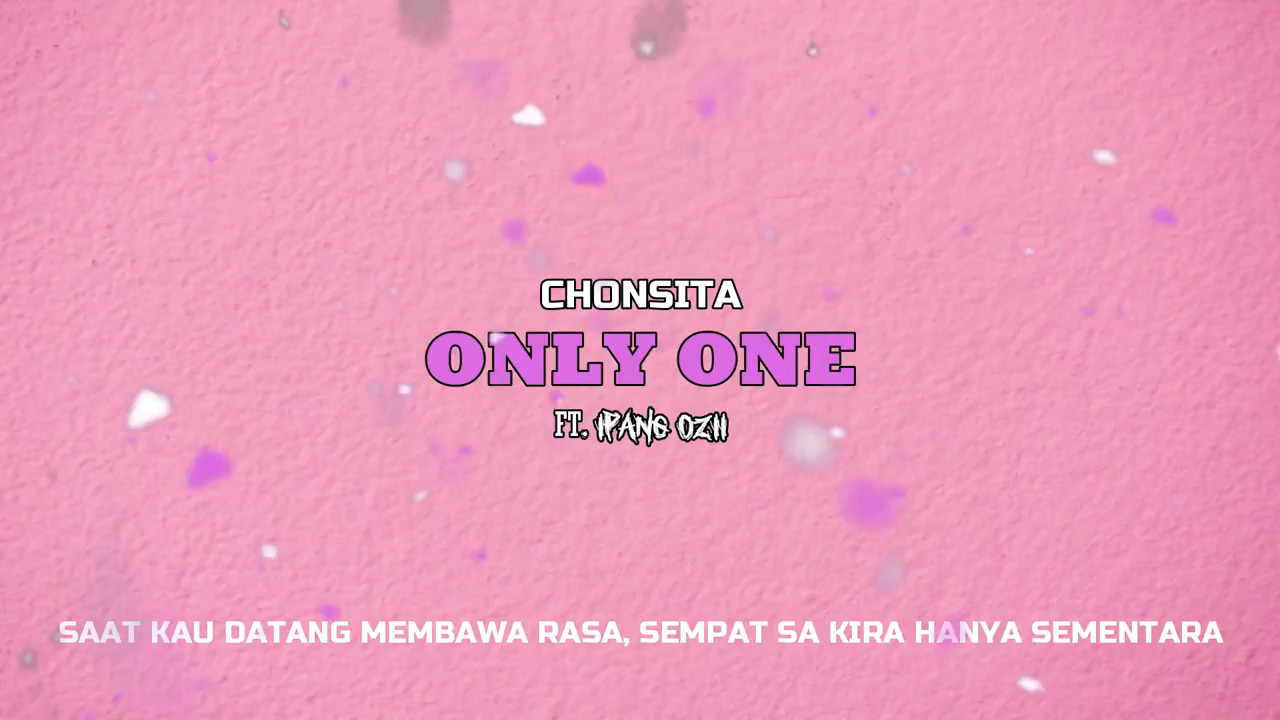 CHONSITA
ONLY ONE
FT. IPANG OZII
SAAT KAU DATANG MEMBAWA RASA, SEMPAT SA KIRA HANYA SEMENTARA